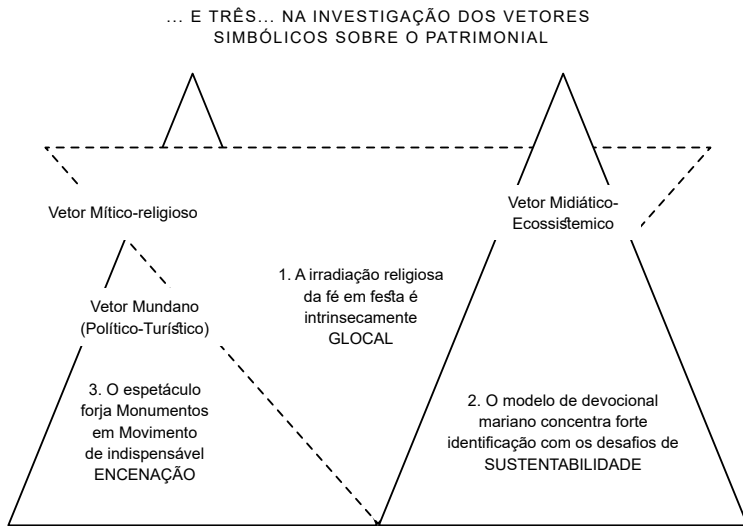 ... E TRÊS... NA INVESTIGAÇÃO DOS VETORES
SIMBÓLICOS SOBRE O PATRIMONIAL
Vetor Mítico-religioso
Vetor Midiático-
Ecossistemico
1. A irradiação religiosa
da fé em festa é
intrinsecamente
GLOCAL
Vetor Mundano
(Político-Turístico)
3. O espetáculo
forja Monumentos
em Movimento
de indispensável
ENCENAÇÃO
2. O modelo de devocional
mariano concentra forte
identificação com os desafios de
SUSTENTABILIDADE